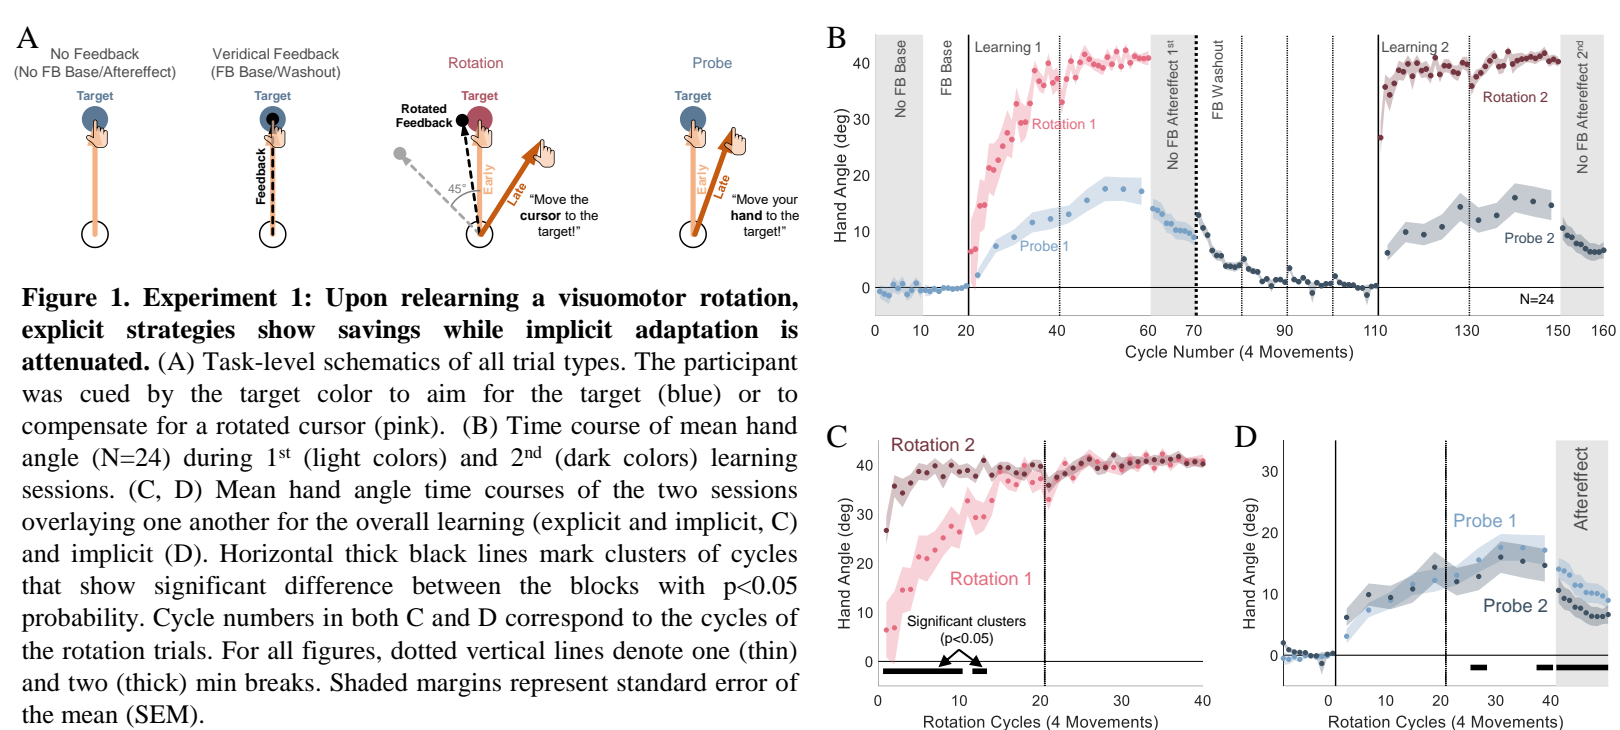 A
No Feedback
(No FB Base/Aftereffect)
Target
Veridical Feedback
(FB Base/Washout)
Target
Feedback
Rotation
Target
Rotated
Feedback
45°
Early
Late
“Move the
cursor to the
target!”
Probe
Target
Early
Late
“Move your
hand to the
target!”
Figure 1. Experiment 1: Upon relearning a visuomotor rotation,
explicit strategies show savings while implicit adaptation is
attenuated. (A) Task-level schematics of all trial types. The participant
was cued by the target color to aim for the target (blue) or to
compensate for a rotated cursor (pink). (B) Time course of mean hand
angle (N=24) during 1st (light colors) and 2nd (dark colors) learning
sessions. (C, D) Mean hand angle time courses of the two sessions
overlaying one another for the overall learning (explicit and implicit, C)
and implicit (D). Horizontal thick black lines mark clusters of cycles
that show significant difference between the blocks with p<0.05
probability. Cycle numbers in both C and D correspond to the cycles of
the rotation trials. For all figures, dotted vertical lines denote one (thin)
and two (thick) min breaks. Shaded margins represent standard error of
the mean (SEM).
B
Hand Angle (deg)
40
30
20
10
0
No FB Base
FB Base
Learning 1
Rotation 1
Probe 1
No FB Aftereffect 1st
FB Washout
Learning 2
Rotation 2
Probe 2
No FB Aftereffect 2nd
N=24
0 10 20 40 60 70 90 110 130 150 160
Cycle Number (4 Movements)
C
Hand Angle (deg)
40
30
20
10
0
Rotation 2
Rotation 1
Significant clusters
(p<0.05)
0 10 20 30 40
Rotation Cycles (4 Movements)
D
Hand Angle (deg)
30
20
10
0
Probe 1
Probe 2
Aftereffect
0 10 20 30 40
Rotation Cycles (4 Movements)